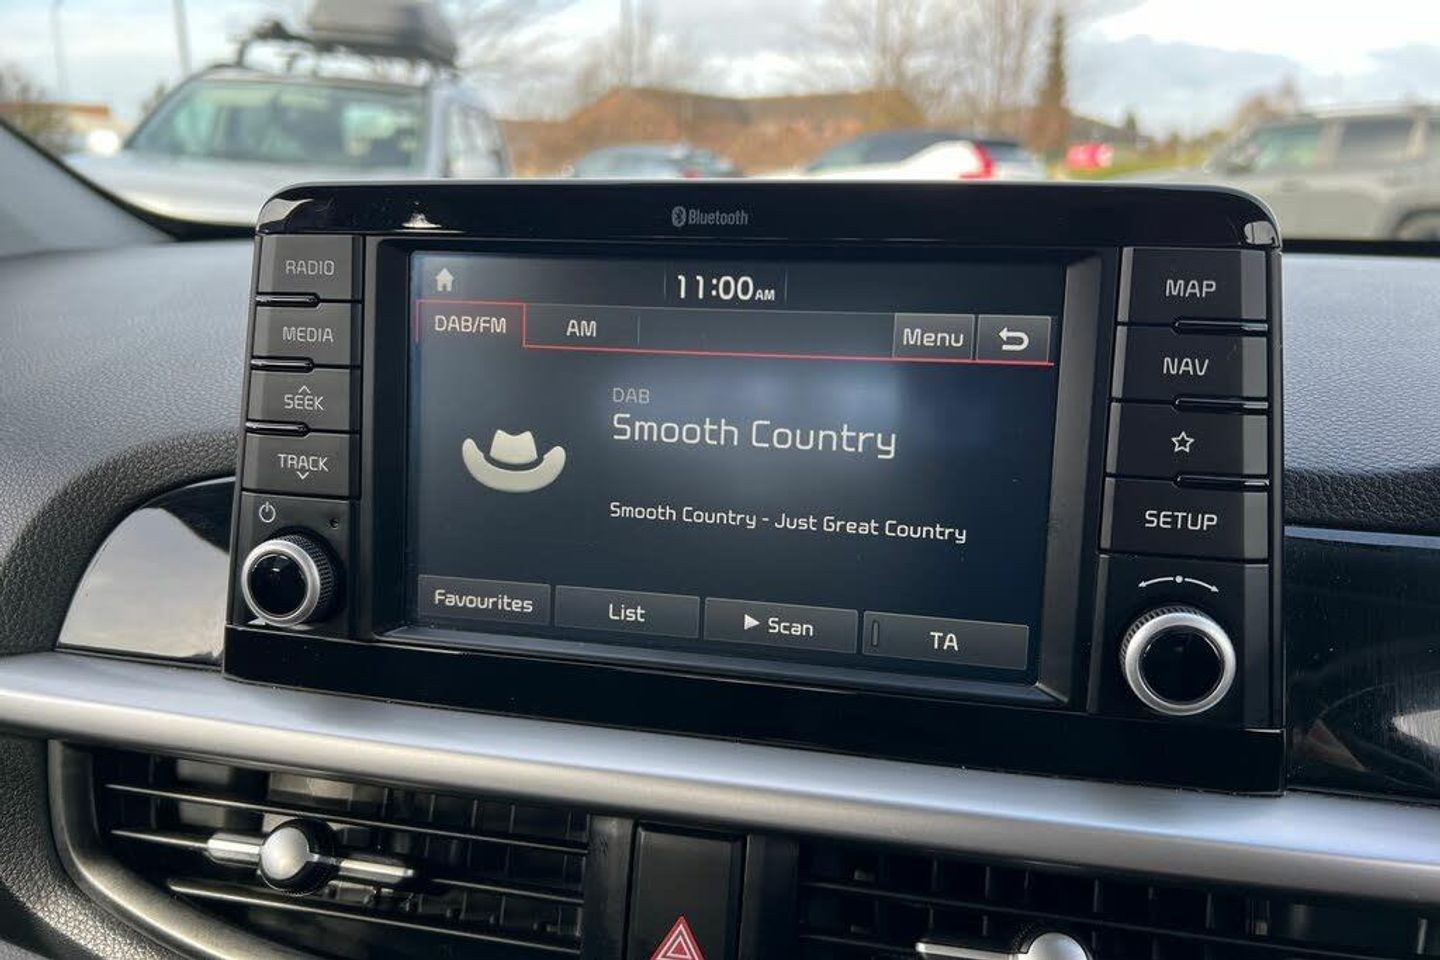 Bluetooth
RADIO
MEDIA
SEEK
TRACK
11:00AM
DAB/FM
AM
Menu
DAB
Smooth Country
Smooth Country - Just Great Country
Favourites
List
Scan
TA
MAP
NAV
SETUP